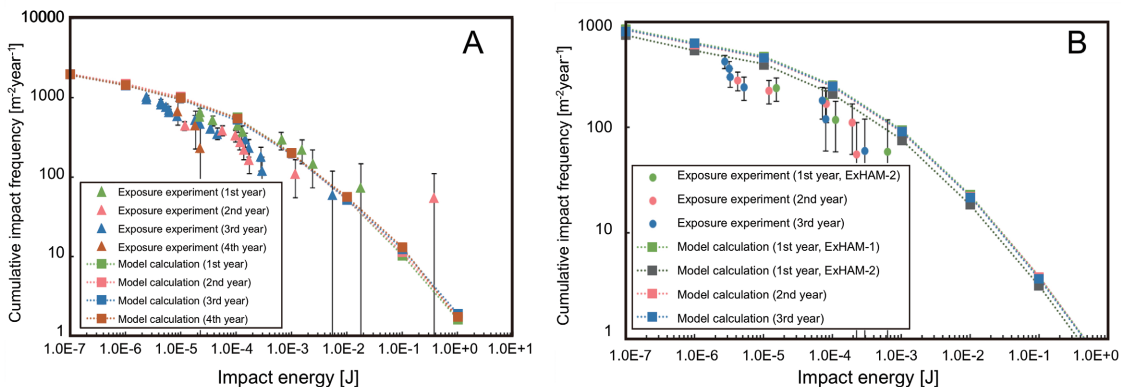 A
Cumulative impact frequency [m-2year-1]
10000
1000
100
10
1
Exposure experiment (1st year)
Exposure experiment (2nd year)
Exposure experiment (3rd year)
Exposure experiment (4th year)
Model calculation (1st year)
Model calculation (2nd year)
Model calculation (3rd year)
Model calculation (4th year)
1.0E-7 1.0E-6 1.0E-5 1.0E-4 1.0E-3 1.0E-2 1.0E-1 1.0E+0 1.0E+1
Impact energy [J]
B
Cumulative impact frequency [m-2year-1]
1000
100
10
1
Exposure experiment (1st year, ExHAM-2)
Exposure experiment (2nd year)
Exposure experiment (3rd year)
Model calculation (1st year, ExHAM-1)
Model calculation (1st year, ExHAM-2)
Model calculation (2nd year)
Model calculation (3rd year)
1.0E-7 1.0E-6 1.0E-5 1.0E-4 1.0E-3 1.0E-2 1.0E-1 1.0E+0
Impact energy [J]